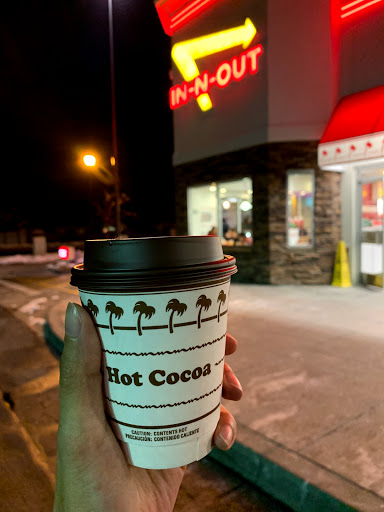 IN-N-OUT
Hot Cocoa
CAUTION: CONTENTS HOT
PRECAUCIÓN: CONTENIDO CALIENTE